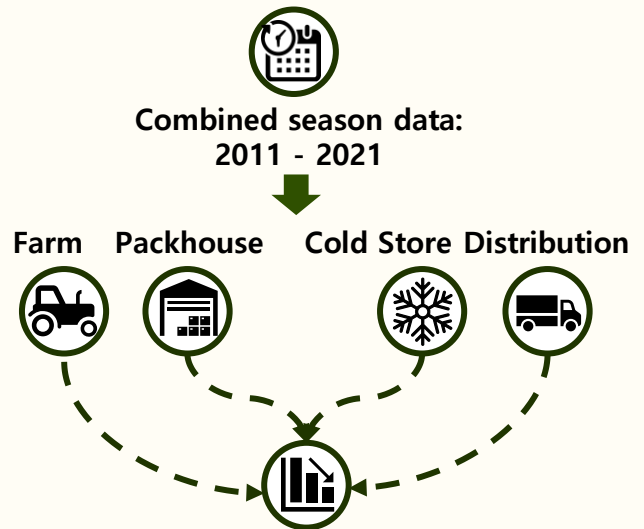 Combined season data:
2011 - 2021
Farm Packhouse Cold Store Distribution